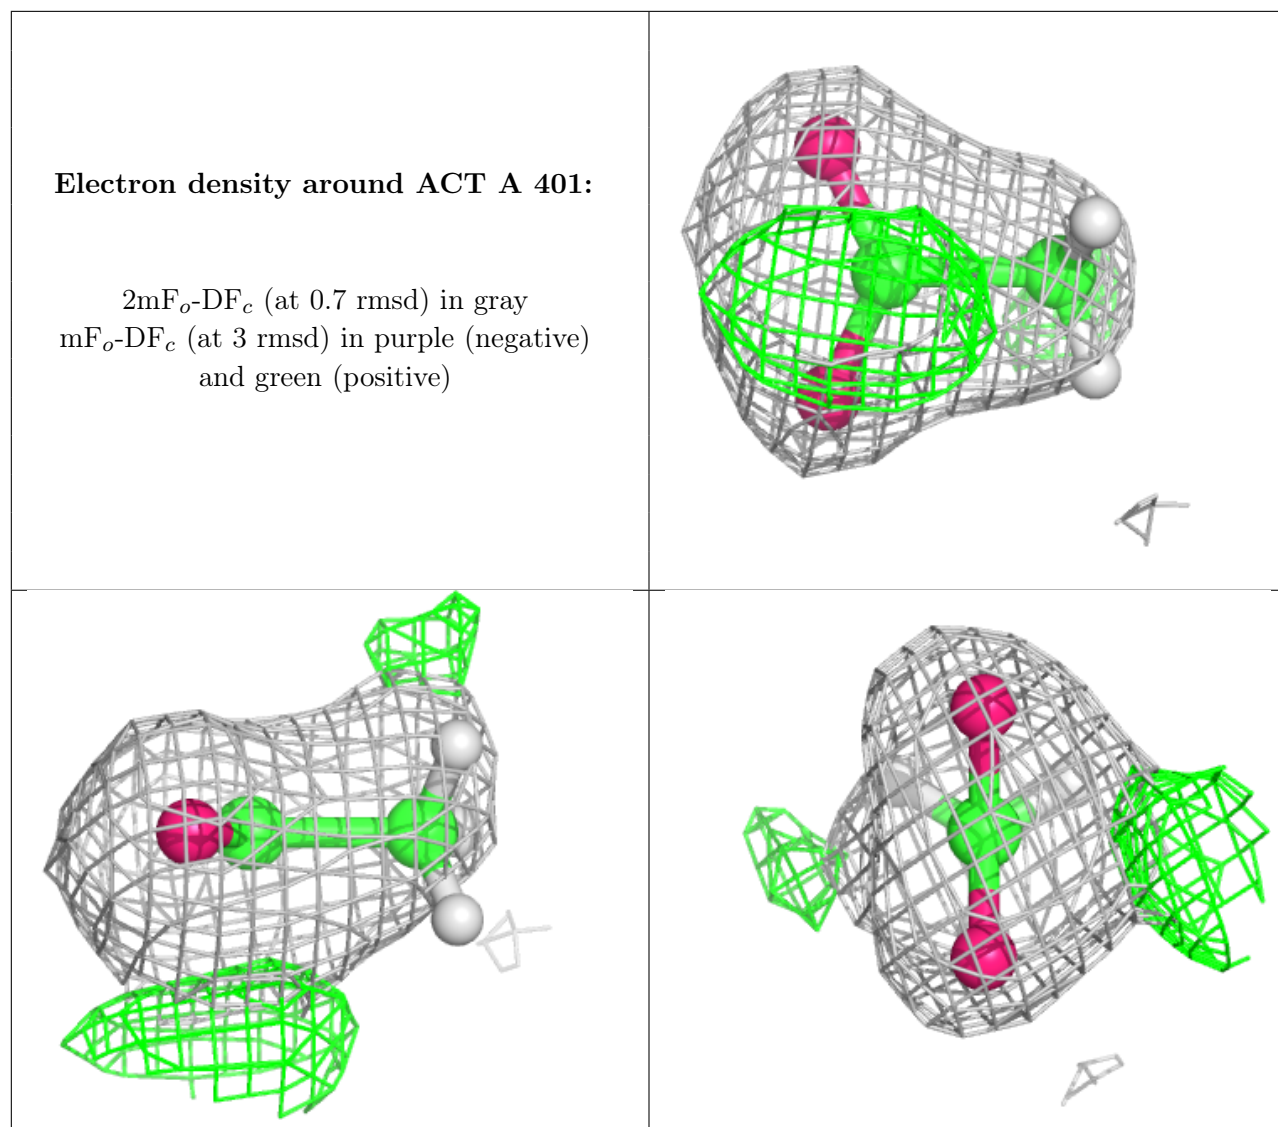 Electron density around ACT A 401:
2mFo-DFc (at 0.7 rmsd) in gray
mFo-DFc (at 3 rmsd) in purple (negative)
and green (positive)